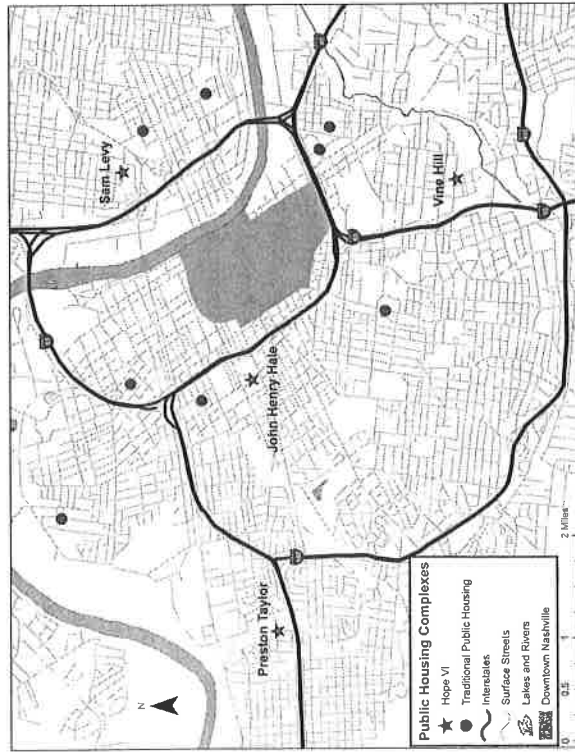 N
Sam Levy
John Henry Hale
Preston Taylor
Vine Hill
Public Housing Complexes
Hope VI
Traditional Public Housing
Interstates
Surface Streets
Lakes and Rivers
Downtown Nashville
0 0.5 1 2 Miles